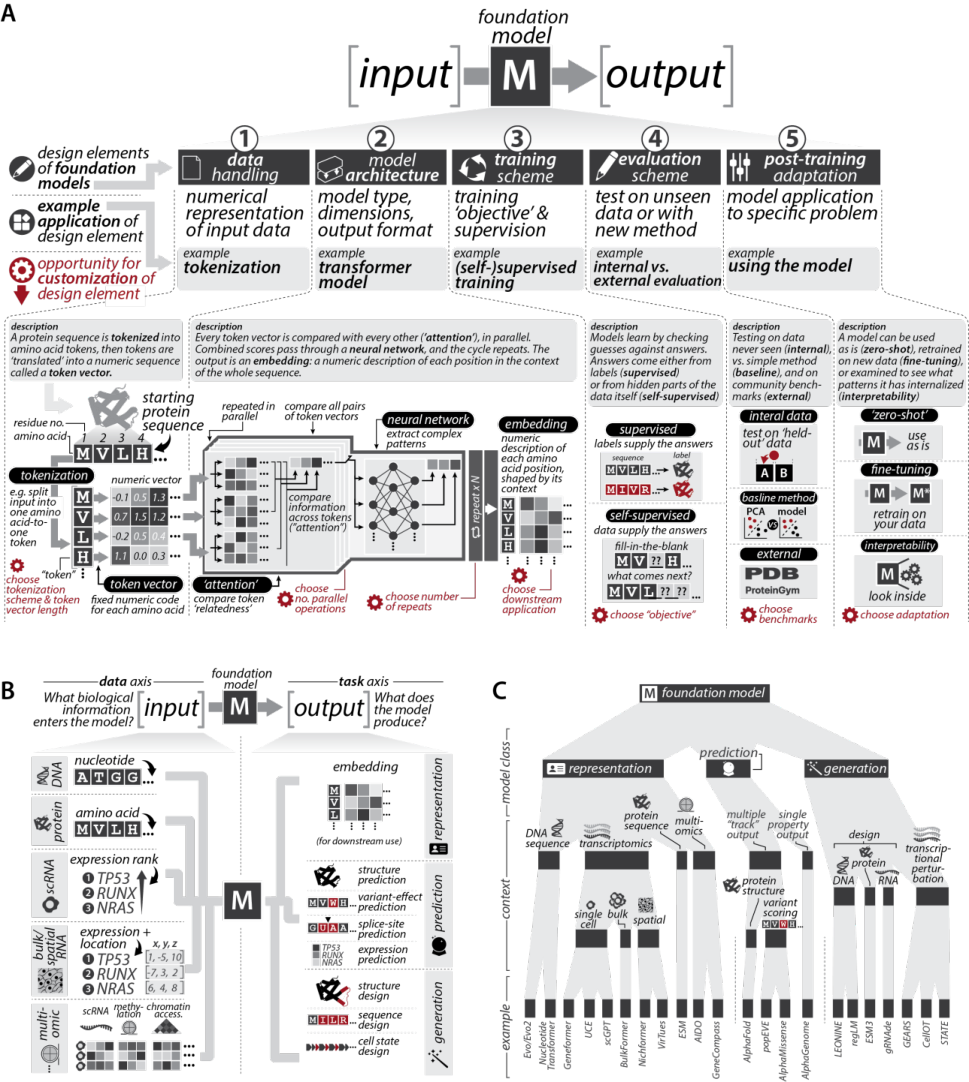 A
foundation
model
[input]
M
[output]
design elements
of foundation
models
example
application of
design element
opportunity for
customization of
design element
1
data
handling
numerical
representation
of input data
example
tokenization
2
model
architecture
model type,
dimensions,
output format
example
transformer
model
3
training
scheme
training
‘objective’ &
supervision
example
(self-)supervised
training
4
evaluation
scheme
test on unseen
data or with
new method
example
internal vs.
external evaluation
5
post-training
adaptation
model application
to specific problem
example
using the model
description
A protein sequence is tokenized into
amino acid tokens, then tokens are
‘translated’ into a numeric sequence
called a token vector.
description
Every token vector is compared with every other (‘attention’), in parallel.
Combined scores pass through a neural network, and the cycle repeats. The
output is an embedding: a numeric description of each position in the context
of the whole sequence.
description
Models learn by checking
guesses against answers.
Answers come either from
labels (supervised)
or from hidden parts of the
data itself (self-supervised)
description
Testing on data
never seen (internal),
vs. simple method
(baseline), and on
community bench-
marks (external)
description
A model can be used
as is (zero-shot), retrained
on new data (fine-tuning),
or examined to see what
patterns it has internalized
(interpretability)
starting
protein
sequence
residue no. 1 2 3 4
amino acid M V L H ...
tokenization
e.g. split
input into
one amino
acid-to-
one token
numeric vector
M -0.1 0.5 1.3 ...
V 0.7 1.5 1.2 ...
L -0.2 0.5 0.4 ...
H 1.1 0.0 0.3 ...
“token”
token vector
fixed numeric code
for each amino acid
choose
tokenization
scheme & token
vector length
repeated in
parallel
compare all pairs
of token vectors
compare
information
across tokens
(“attention”)
‘attention’
compare token
‘relatedness’
choose
no. parallel
operations
neural network
extract complex
patterns
repeat x N
choose number
of repeats
embedding
numeric
description of
each amino
acid position,
shaped by its
context
M
V
L
H
choose
downstream
application
supervised
labels supply the answers
sequence label
M V L H ...
M I V R ...
self-supervised
data supply the answers
fill-in-the-blank
M V ?? H ...
what comes next?
M V L ?? ?? ...
choose “objective”
interal data
test on ‘held-
out’ data
A B
basline method
PCA vs model
external
PDB
ProteinGym
choose
benchmarks
‘zero-shot’
M use
as is
fine-tuning
M M*
retrain on
your data
interpretability
M
look inside
choose adaptation
B
data axis
What biological
information
enters the model?
[input]
foundation
model
M
task axis
[output]
What does
the model
produce?
DNA
nucleotide
A T G G ...
protein
amino acid
M V L H ...
scRNA
expression rank
1 TP53
2 RUNX
3 NRAS
bulk/
spatial
RNA
expression +
location x, y, z
1 TP53 [1, -5, 10]
2 RUNX [-7, 3, 2]
3 NRAS [6, 4, 8]
multi-
omic
scRNA
methy-
lation
chromatin
access.
M
embedding
M
V
L
(for downstream use)
representation
structure
prediction
M V W H ...
variant-effect
prediction
G U A A ...
splice-site
prediction
TP53
RUNX
NRAS
expression
prediction
prediction
structure
design
M I L R ...
sequence
design
cell state
design
generation
C
M foundation model
model class
representation
prediction
generation
context
DNA
sequence
transcriptomics
protein
sequence
multi-
omics
multiple
“track”
output
single
property
output
design
DNA
protein
RNA
transcrip-
tional
pertur-
bation
single
cell
bulk
spatial
protein
structure
variant
scoring
M V W H ...
example
Evo/Evo2
Nucleotide
Transformer
Geneformer
UCE
scGPT
BulkFormer
Nichformer
VirTues
ESM
AIDO
GeneCompass
AlphaFold
popEVE
AlphaMissense
AlphaGenome
LEONINE
regLM
ESM3
gRNAde
GEARS
CellOT
STATE